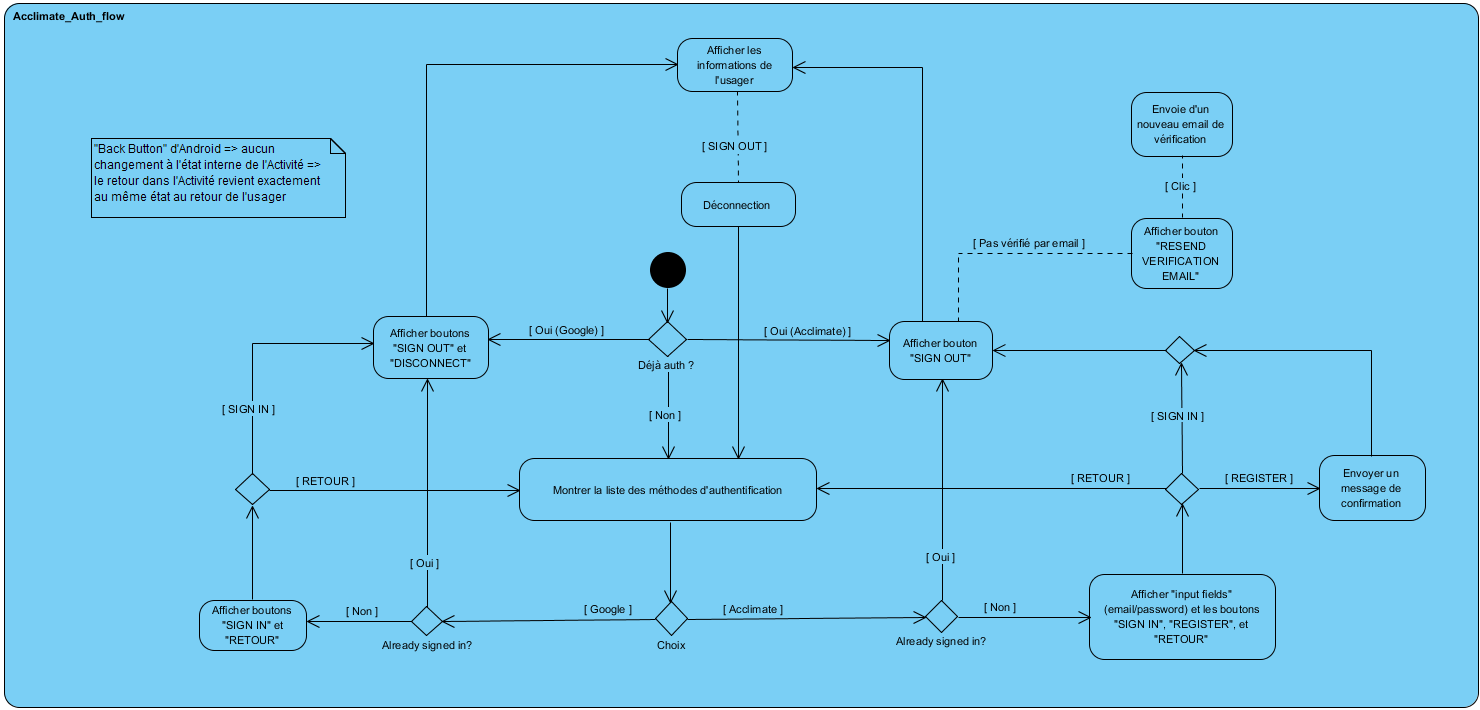 Acclimate_Auth_flow
Afficher les
informations de
l'usager
Envoie d'un
nouveau email de
vérification
"Back Button" d'Android => aucun
changement à l'état interne de l'Activité =>
le retour dans l'Activité revient exactement
au même état au retour de l'usager
[ SIGN OUT ]
[ Clic ]
Déconnection
Afficher bouton
"RESEND
VERIFICATION
EMAIL"
[ Pas vérifié par email ]
Afficher boutons
"SIGN OUT" et
"DISCONNECT"
[ Oui (Google) ]
[ Oui (Acclimate) ]
Afficher bouton
"SIGN OUT"
Déjà auth ?
[ SIGN IN ]
[ Non ]
[ SIGN IN ]
[ RETOUR ]
Montrer la liste des méthodes d'authentification
[ RETOUR ]
[ REGISTER ]
Envoyer un
message de
confirmation
[ Oui ]
[ Oui ]
Afficher boutons
"SIGN IN" et
"RETOUR"
[ Non ]
[ Google ]
[ Acclimate ]
[ Non ]
Afficher "input fields"
(email/password) et les boutons
"SIGN IN", "REGISTER", et
"RETOUR"
Already signed in?
Choix
Already signed in?